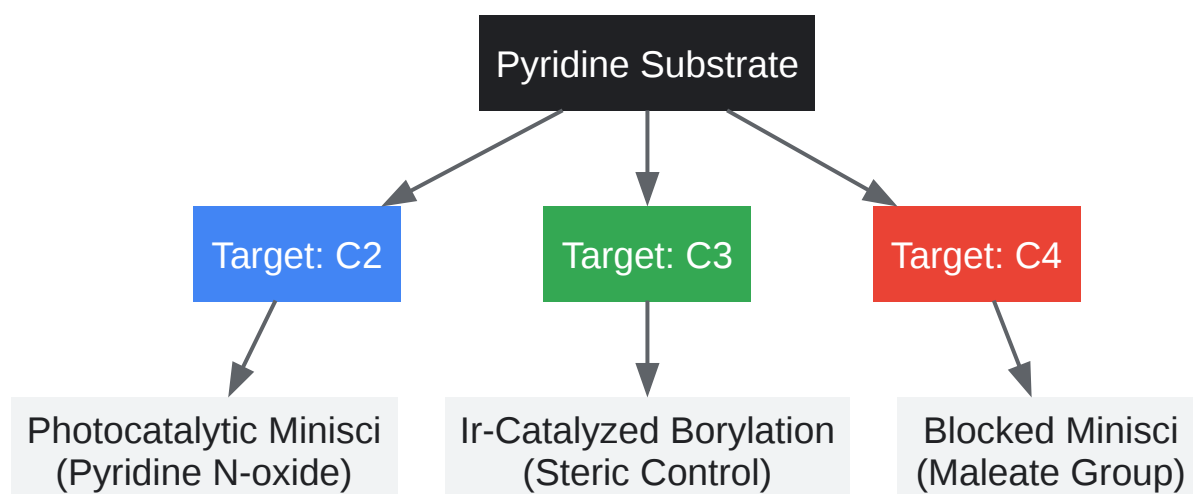 Pyridine Substrate
Target: C2
Target: C3
Target: C4
Photocatalytic Minisci
(Pyridine N-oxide)
Ir-Catalyzed Borylation
(Steric Control)
Blocked Minisci
(Maleate Group)